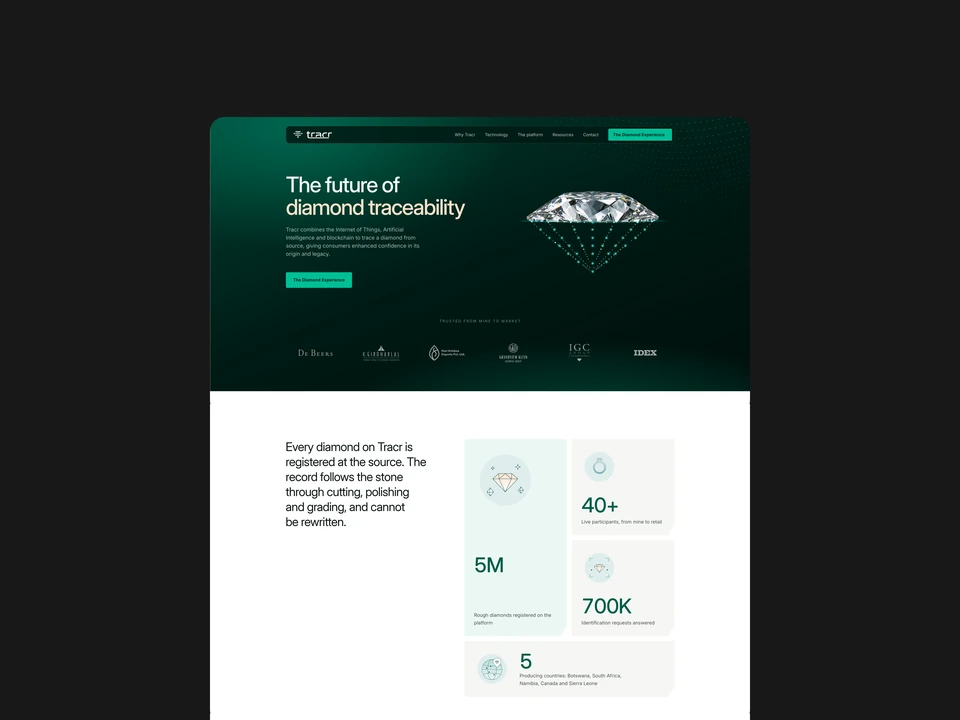 tracr
Why Tracr
Technology
The platform
Resources
Contact
The Diamond Experience
The future of
diamond traceability
Tracr combines the Internet of Things, Artificial
Intelligence and blockchain to trace a diamond from
source, giving consumers enhanced confidence in its
origin and legacy.
The Diamond Experience
TRUSTED FROM MINE TO MARKET
DE BEERS
IGC
IDEX
Every diamond on Tracr is
registered at the source. The
record follows the stone
through cutting, polishing
and grading, and cannot
be rewritten.
5M
Rough diamonds registered on the
platform
40+
Live participants, from mine to retail
700K
Identification requests answered
5
Producing countries: Botswana, South Africa,
Namibia, Canada and Sierra Leone